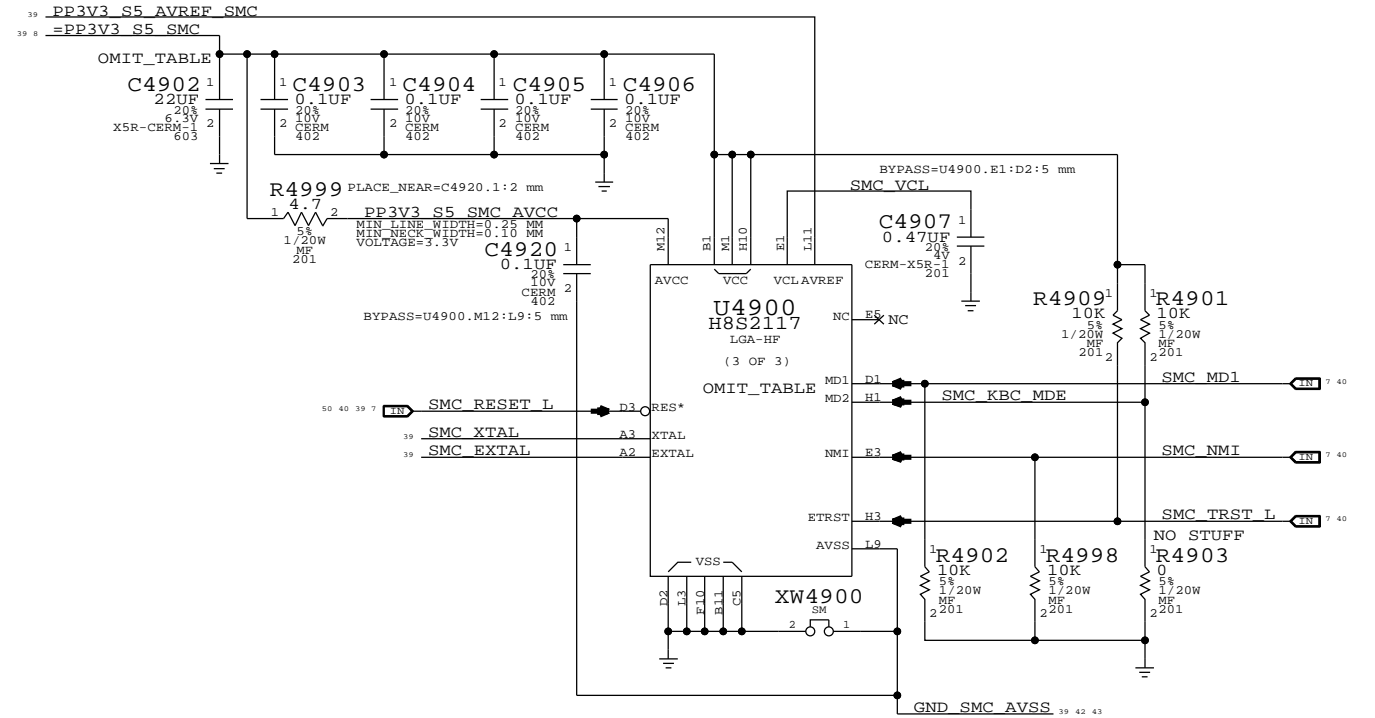 39 PP3V3_S5_AVREF_SMC
39 8 =PP3V3_S5_SMC
OMIT_TABLE
C4902 1
22UF
20%
6.3V
X5R-CERM-1
603
2
1 C4903
0.1UF
20%
10V
CERM
402
2
1 C4904
0.1UF
20%
10V
CERM
402
2
1 C4905
0.1UF
20%
10V
CERM
402
2
1 C4906
0.1UF
20%
10V
CERM
402
2
R4999 PLACE_NEAR=C4920.1:2 mm
4.7
1 2
5%
1/20W
MF
201
PP3V3_S5_SMC_AVCC
MIN_LINE_WIDTH=0.25 MM
MIN_NECK_WIDTH=0.10 MM
VOLTAGE=3.3V
C4920 1
0.1UF
20%
10V
CERM
402
2
BYPASS=U4900.M12:L9:5 mm
BYPASS=U4900.E1:D2:5 mm
SMC_VCL
C4907 1
0.47UF
20%
4V
CERM-X5R-1
201
2
M12 B1 M1 H10 E1 L11
AVCC VCC VCL AVREF
U4900
H8S2117
LGA-HF
(3 OF 3)
OMIT_TABLE
NC E5 NC
R4909 1
10K
5%
1/20W
MF
201 2
1 R4901
10K
5%
1/20W
MF
2 201
MD1 D1 SMC_MD1 IN 7 40
MD2 H1 SMC_KBC_MDE
50 40 39 7 IN SMC_RESET_L D3 RES*
39 SMC_XTAL A3 XTAL
39 SMC_EXTAL A2 EXTAL
NMI E3 SMC_NMI IN 7 40
ETRST H3 SMC_TRST_L IN 7 40
AVSS L9
NO STUFF
1 R4902
10K
5%
1/20W
MF
2 201
1 R4998
10K
5%
1/20W
MF
2 201
1 R4903
0
5%
1/20W
MF
2 201
VSS
D2 L3 F10 B11 C5
XW4900
SM
2 1
GND_SMC_AVSS 39 42 43